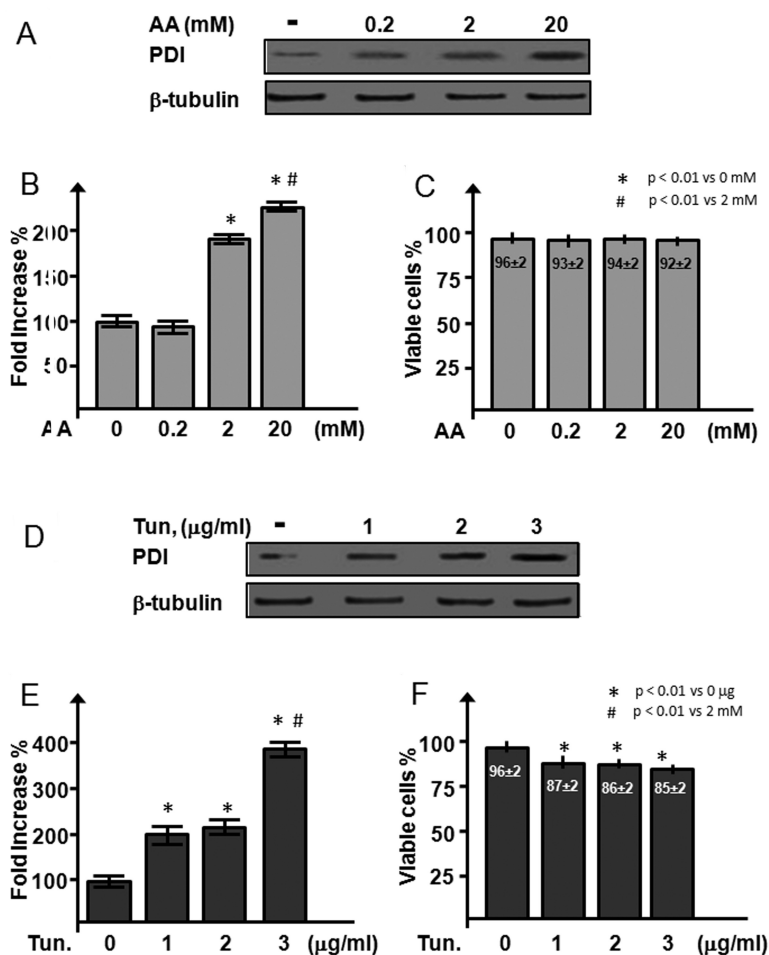 A
AA (mM) - 0.2 2 20
PDI
β-tubulin
B
* #
*
Fold Increase %
200
150
100
50
AA 0 0.2 2 20 (mM)
C
* p < 0.01 vs 0 mM
# p < 0.01 vs 2 mM
Viable cells %
100
75
50
25
96±2 93±2 94±2 92±2
AA 0 0.2 2 20 (mM)
D
Tun, (μg/ml) - 1 2 3
PDI
β-tubulin
E
* #
* *
Fold Increase %
400
300
200
100
Tun. 0 1 2 3 (μg/ml)
F
* p < 0.01 vs 0 μg
# p < 0.01 vs 2 mM
* * *
Viable cells %
100
75
50
25
96±2 87±2 86±2 85±2
Tun. 0 1 2 3 (μg/ml)